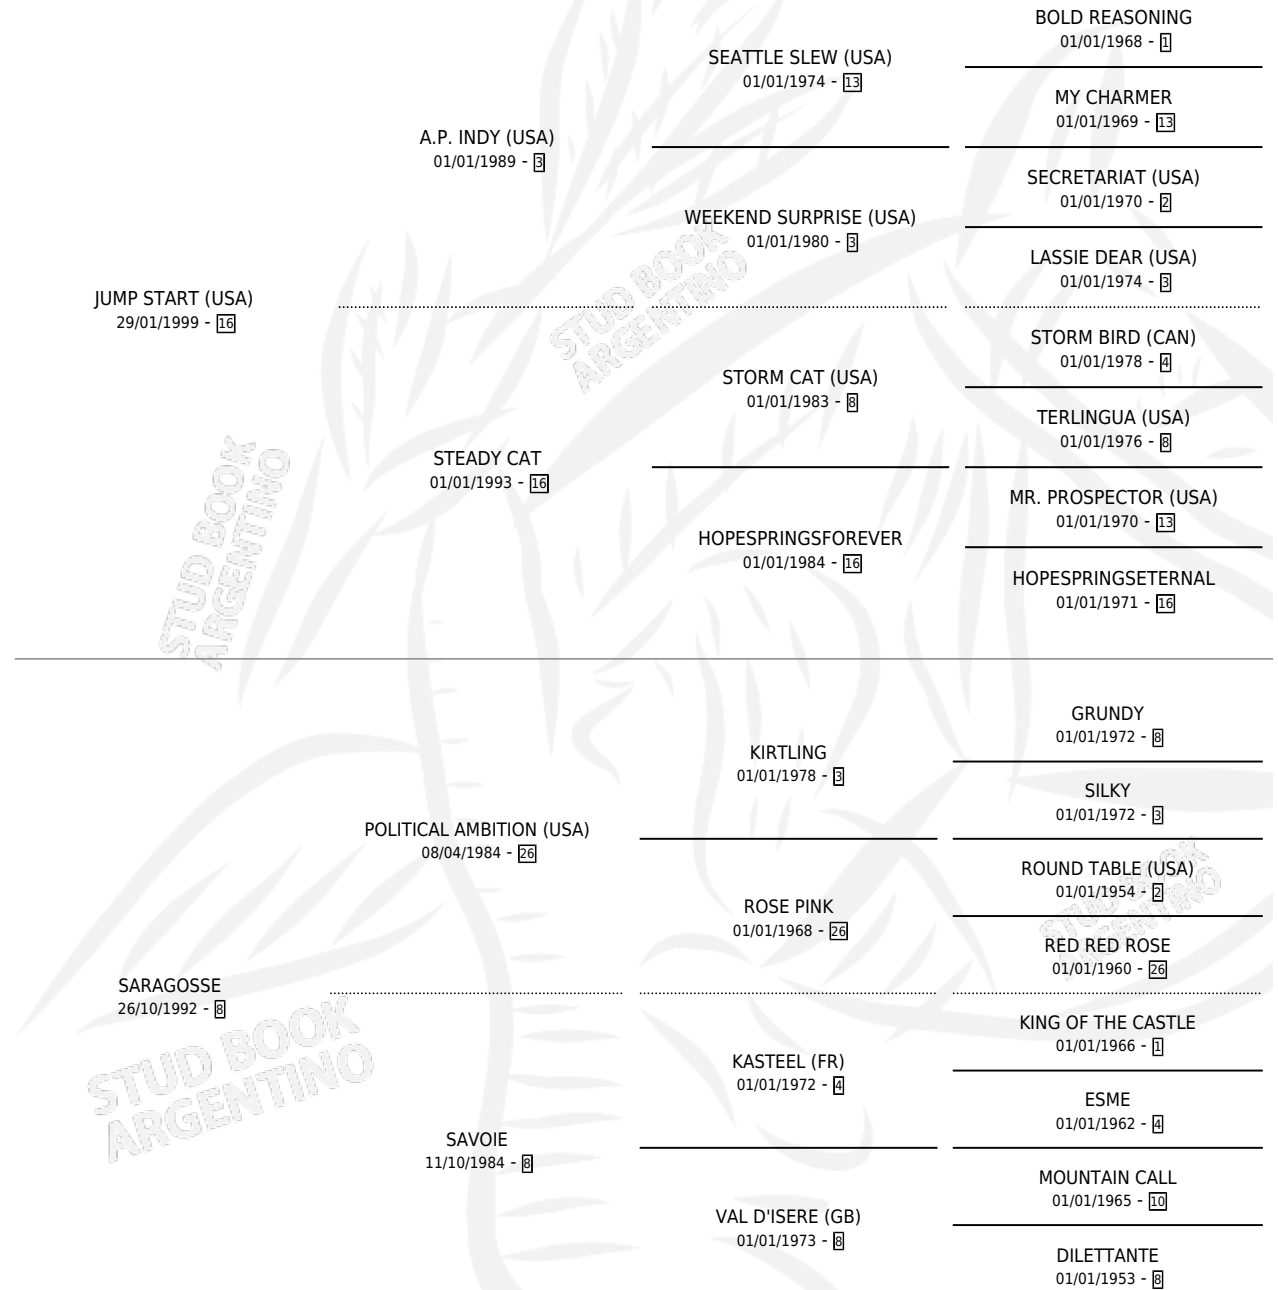 BOLD REASONING
01/01/1968 - 1
SEATTLE SLEW (USA)
01/01/1974 - 13
MY CHARMER
01/01/1969 - 13
A.P. INDY (USA)
01/01/1989 - 3
SECRETARIAT (USA)
01/01/1970 - 2
WEEKEND SURPRISE (USA)
01/01/1980 - 3
LASSIE DEAR (USA)
01/01/1974 - 3
JUMP START (USA)
29/01/1999 - 16
STUD BOOK
ARGENTINO
STORM BIRD (CAN)
01/01/1978 - 4
STORM CAT (USA)
01/01/1983 - 8
TERLINGUA (USA)
01/01/1976 - 8
STEADY CAT
01/01/1993 - 16
MR. PROSPECTOR (USA)
01/01/1970 - 13
HOPESPRINGSFOREVER
01/01/1984 - 16
HOPESPRINGSETERNAL
01/01/1971 - 16
STUD BOOK
ARGENTINO
GRUNDY
01/01/1972 - 8
KIRTLING
01/01/1978 - 3
SILKY
01/01/1972 - 3
POLITICAL AMBITION (USA)
08/04/1984 - 26
ROUND TABLE (USA)
01/01/1954 - 2
ROSE PINK
01/01/1968 - 26
STUD BOOK
ARGENTINO
RED RED ROSE
01/01/1960 - 26
SARAGOSSE
26/10/1992 - 8
KING OF THE CASTLE
01/01/1966 - 1
KASTEEL (FR)
01/01/1972 - 4
STUD BOOK
ARGENTINO
ESME
01/01/1962 - 4
SAVOIE
11/10/1984 - 8
MOUNTAIN CALL
01/01/1965 - 10
VAL D'ISERE (GB)
01/01/1973 - 8
DILETTANTE
01/01/1953 - 8